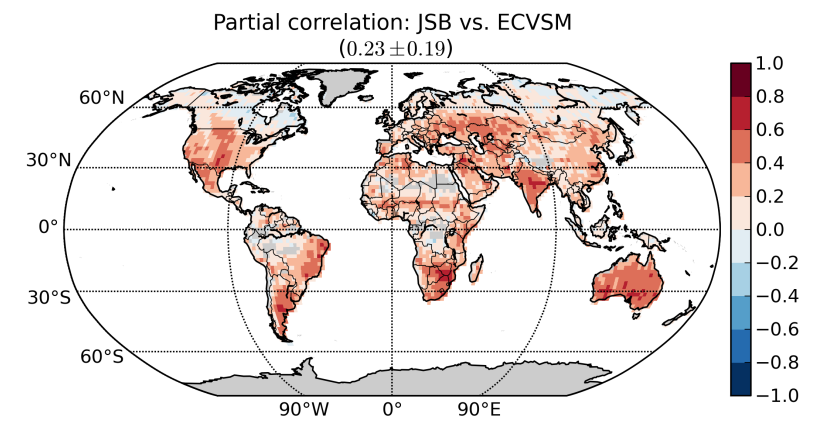 Partial correlation: JSB vs. ECVSM
(0.23±0.19)
60°N
30°N
0°
30°S
60°S
90°W 0° 90°E
1.0
0.8
0.6
0.4
0.2
0.0
−0.2
−0.4
−0.6
−0.8
−1.0